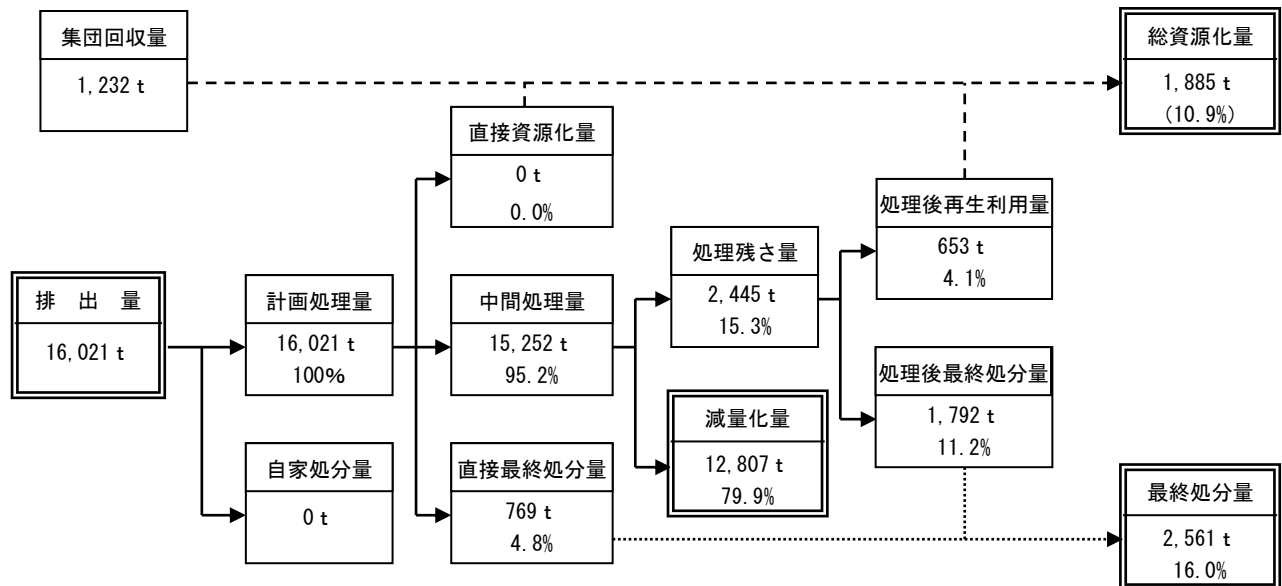 集団回収量
1,232 t
総資源化量
1,885 t
(10.9%)
直接資源化量
0 t
0.0%
処理後再生利用量
653 t
4.1%
処理残さ量
2,445 t
15.3%
排　出　量
16,021 t
計画処理量
16,021 t
100%
中間処理量
15,252 t
95.2%
処理後最終処分量
1,792 t
11.2%
減量化量
12,807 t
79.9%
自家処分量
0 t
直接最終処分量
769 t
4.8%
最終処分量
2,561 t
16.0%